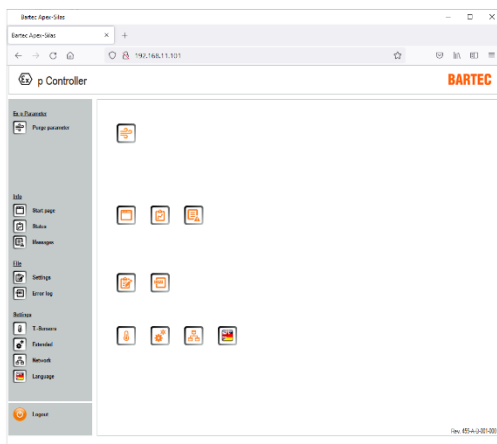 Bartec Apex-Silas
Bartec Apex-Silas
192.168.11.101
Ex p Controller
BARTEC
Ex p Parameter
Purge parameter
Info
Start page
Status
Messages
File
Settings
Error log
Settings
T.-Sensors
Extended
Network
Language
Logout